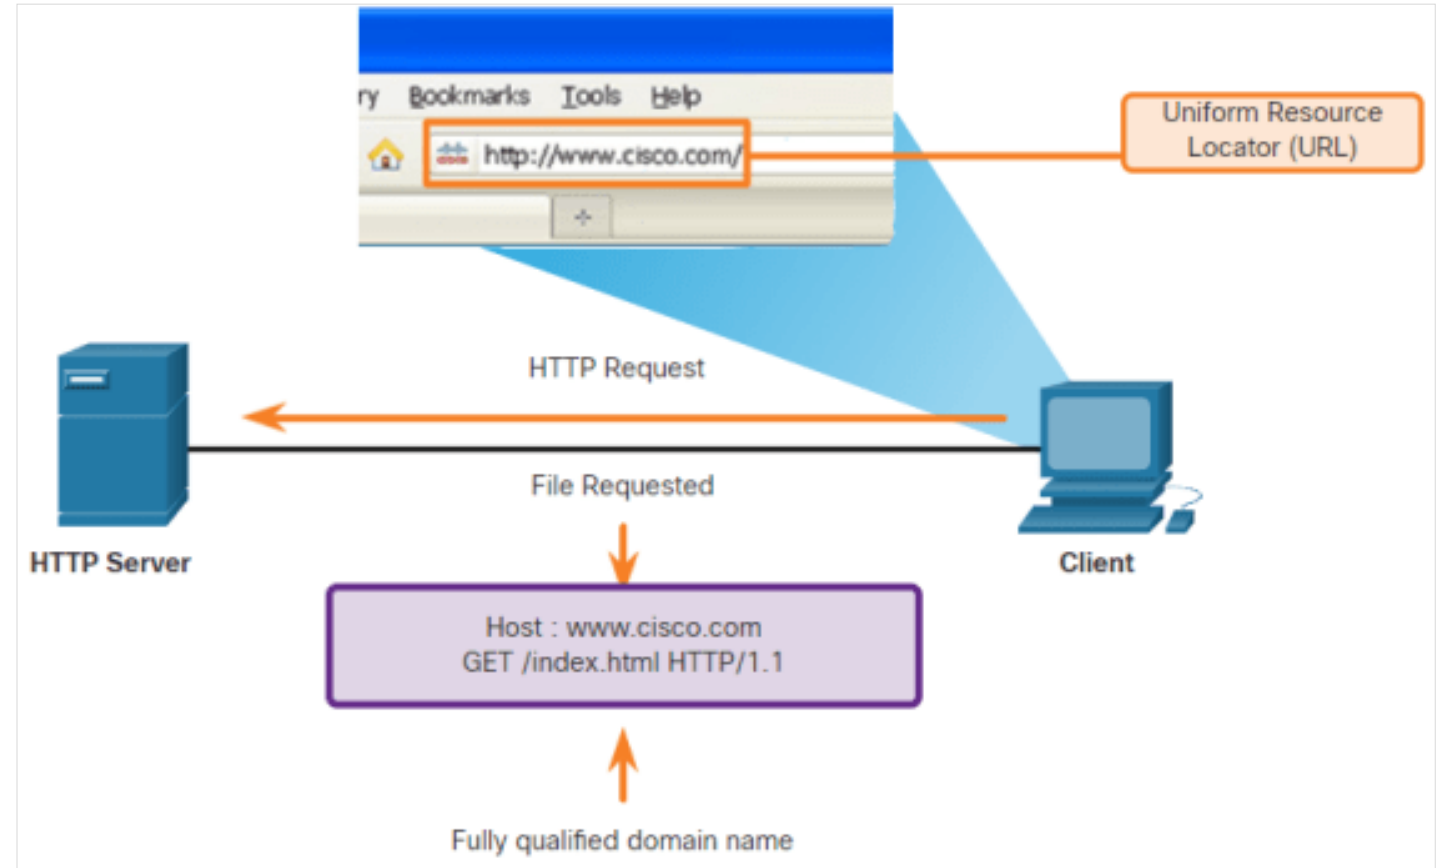 ry Bookmarks Tools Help
http://www.cisco.com/
Uniform Resource
Locator (URL)
HTTP Request
File Requested
HTTP Server
Client
Host : www.cisco.com
GET /index.html HTTP/1.1
Fully qualified domain name